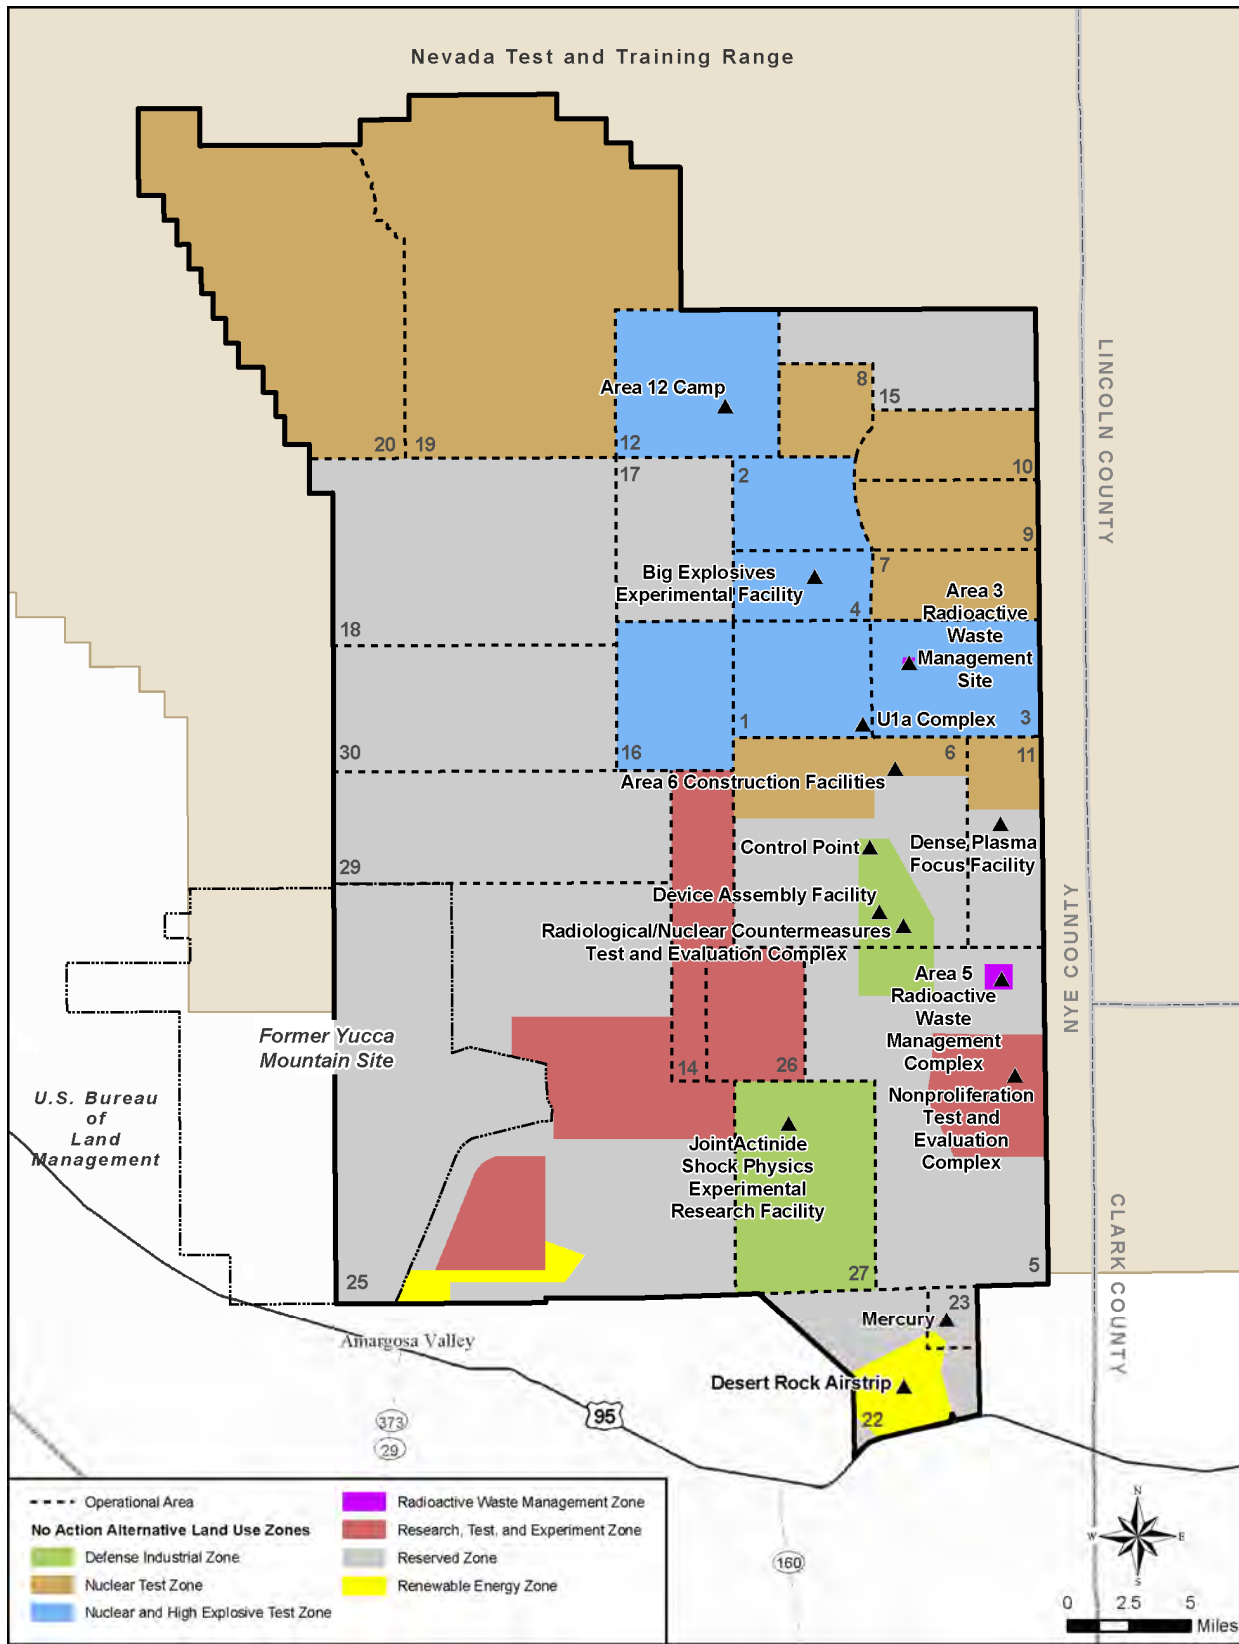 Nevada Test and Training Range
LINCOLN COUNTY
Area 12 Camp
8
15
20
19
12
10
17
2
9
7
Big Explosives
Experimental Facility
4
Area 3
Radioactive
Waste
Management
Site
18
1
U1a Complex
3
30
16
6
11
Area 6 Construction Facilities
Control Point
Dense Plasma
Focus Facility
29
Device Assembly Facility
Radiological/Nuclear Countermeasures
Test and Evaluation Complex
NYE COUNTY
Area 5
Radioactive
Waste
Management
Complex
Former Yucca
Mountain Site
14
26
U.S. Bureau
of
Land
Management
Nonproliferation
Test and
Evaluation
Complex
JointActinide
Shock Physics
Experimental
Research Facility
CLARK COUNTY
25
27
5
23
Mercury
Amargosa Valley
Desert Rock Airstrip
22
373
95
29
160
Operational Area
No Action Alternative Land Use Zones
Defense Industrial Zone
Nuclear Test Zone
Nuclear and High Explosive Test Zone
Radioactive Waste Management Zone
Research, Test, and Experiment Zone
Reserved Zone
Renewable Energy Zone
N
W
E
S
0 2.5 5
Miles